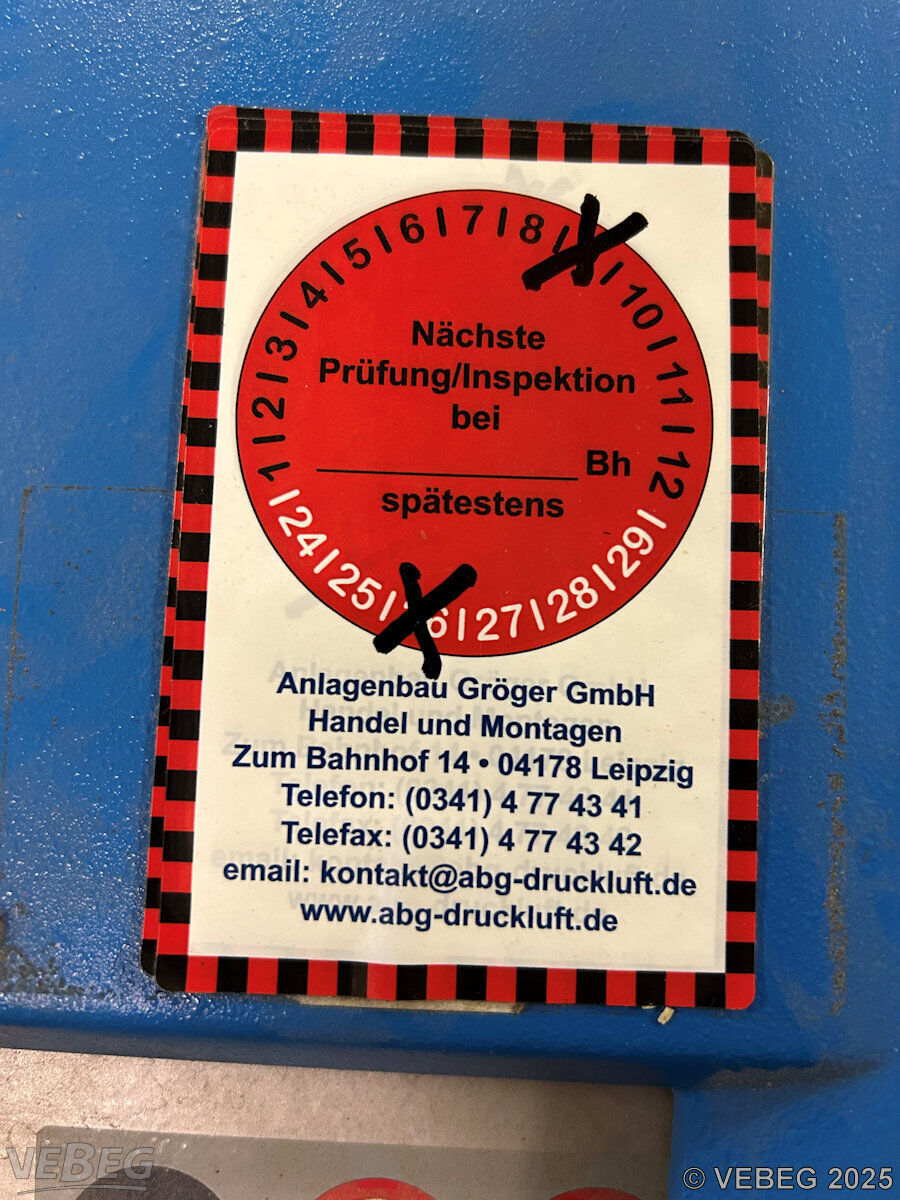 1 2 3 4 5 6 7 8 10 11 12
Nächste
Prüfung/Inspektion
bei
Bh
spätestens
24 25 27 28 29
Anlagenbau Gröger GmbH
Handel und Montagen
Zum Bahnhof 14 • 04178 Leipzig
Telefon: (0341) 4 77 43 41
Telefax: (0341) 4 77 43 42
email: kontakt@abg-druckluft.de
www.abg-druckluft.de
VEBEG
© VEBEG 2025